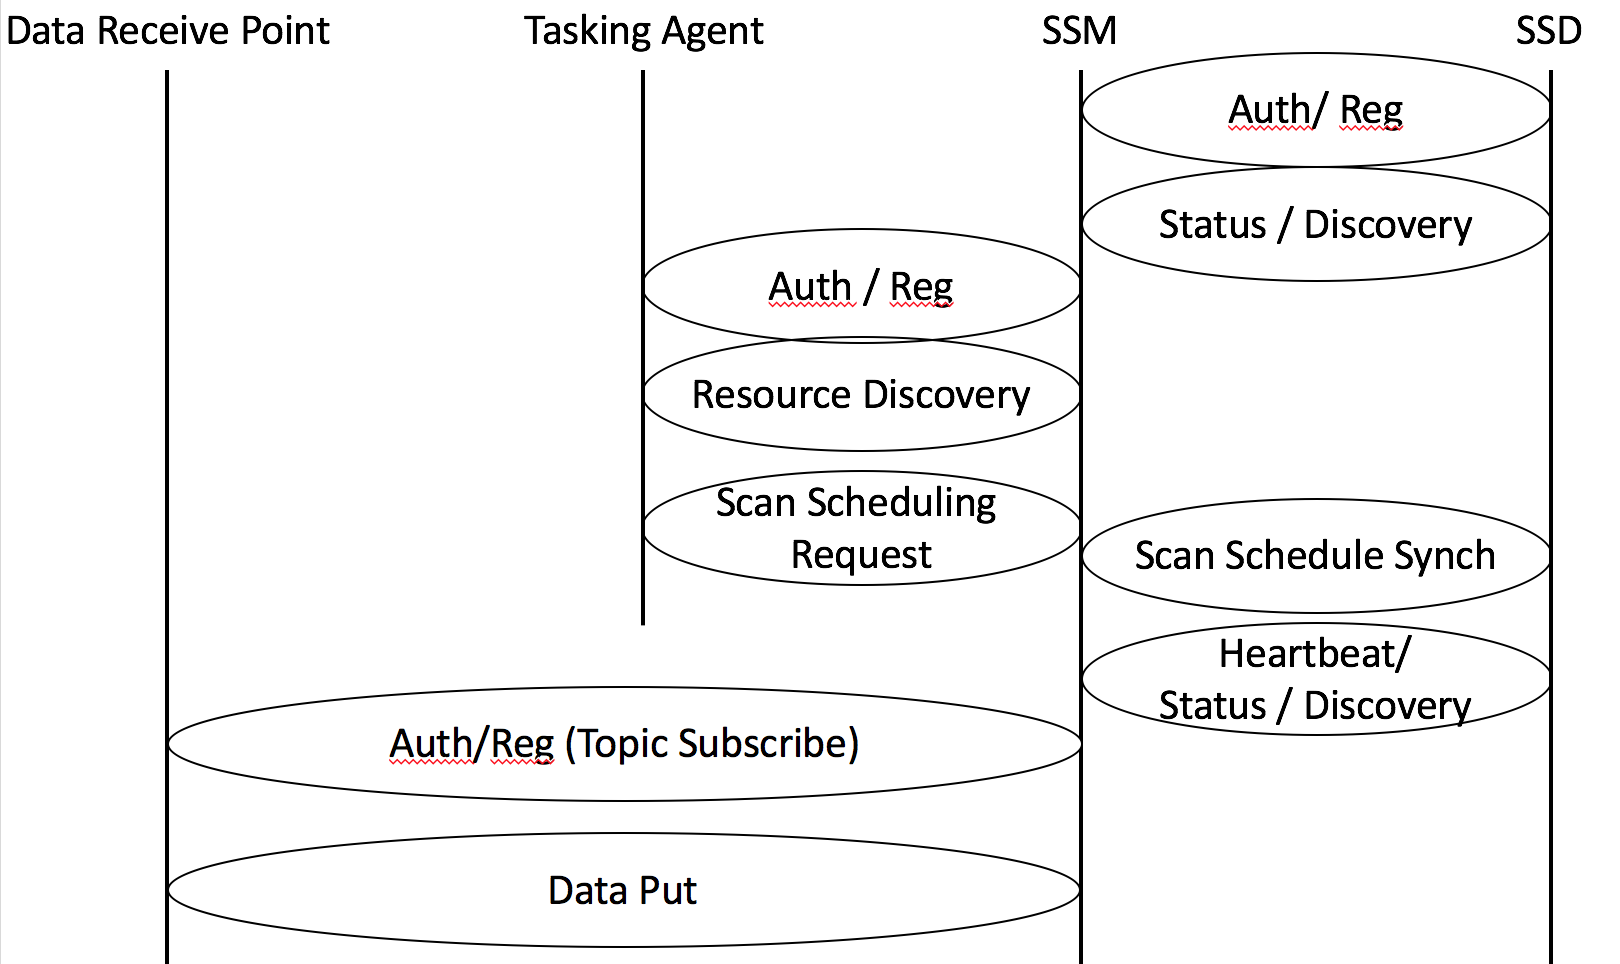 Data Receive Point
Tasking Agent
SSM
SSD
Auth/ Reg
Status / Discovery
Auth / Reg
Resource Discovery
Scan Scheduling
Request
Scan Schedule Synch
Heartbeat/
Status / Discovery
Auth/Reg (Topic Subscribe)
Data Put